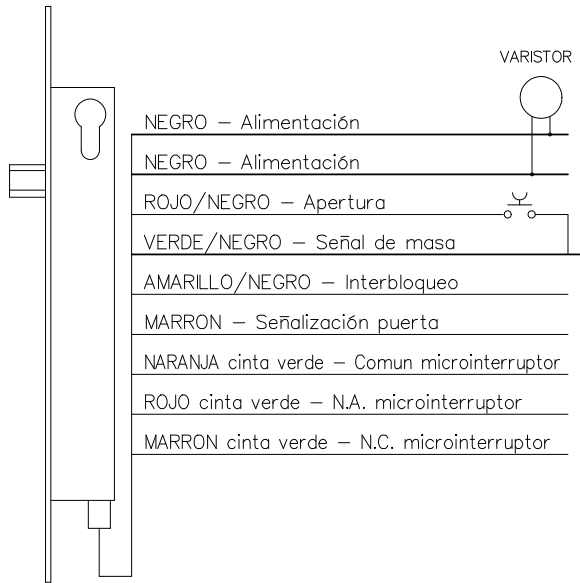 VARISTOR
NEGRO – Alimentación
NEGRO – Alimentación
ROJO/NEGRO – Apertura
VERDE/NEGRO – Señal de masa
AMARILLO/NEGRO – Interbloqueo
MARRON – Señalización puerta
NARANJA cinta verde – Comun microinterruptor
ROJO cinta verde – N.A. microinterruptor
MARRON cinta verde – N.C. microinterruptor